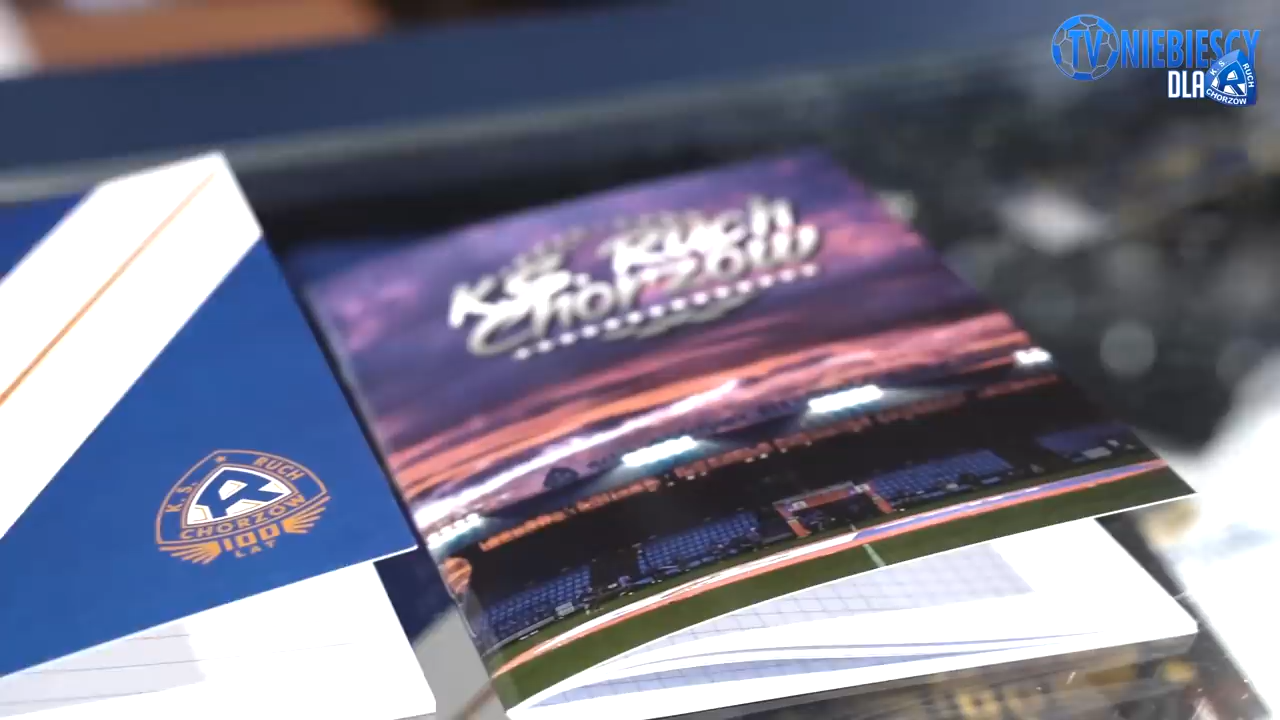 TV NIEBIESCY
DLA
K.S. RUCH
CHORZÓW
K.S. Ruch
Chorzów
K.S. RUCH
CHORZÓW
100
LAT